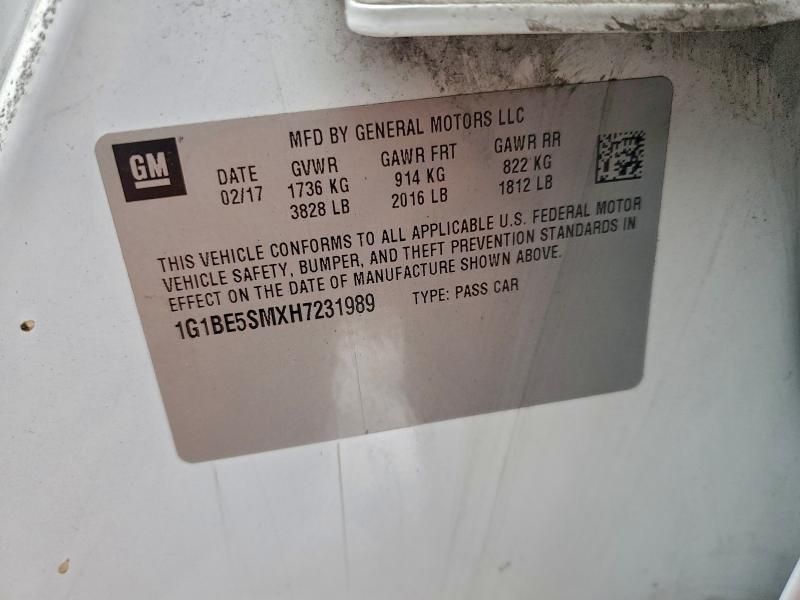 MFD BY GENERAL MOTORS LLC
GM
DATE GVWR GAWR FRT GAWR RR
02/17 1736 KG 914 KG 822 KG
3828 LB 2016 LB 1812 LB
THIS VEHICLE CONFORMS TO ALL APPLICABLE U.S. FEDERAL MOTOR
VEHICLE SAFETY, BUMPER, AND THEFT PREVENTION STANDARDS IN
EFFECT ON THE DATE OF MANUFACTURE SHOWN ABOVE.
1G1BE5SMXH7231989 TYPE: PASS CAR